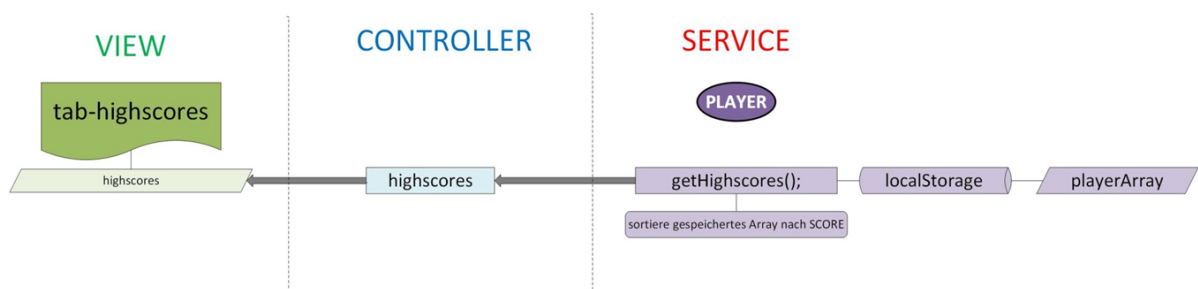 VIEW
CONTROLLER
SERVICE
tab-highscores
PLAYER
highscores
highscores
getHighscores();
localStorage
playerArray
sortiere gespeichertes Array nach SCORE